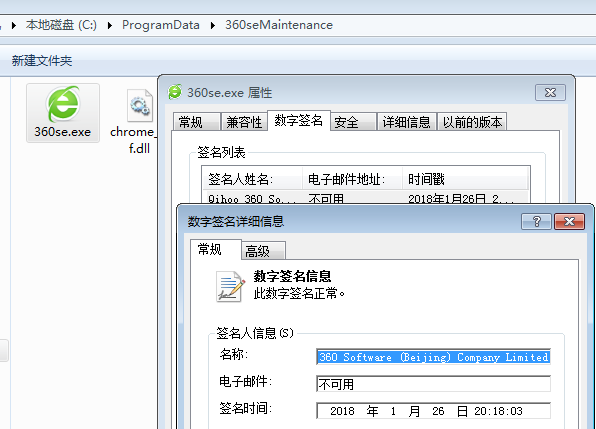 本地磁盘 (C:) ProgramData 360seMaintenance
新建文件夹
360se.exe
chrome_
f.dll
360se.exe 属性
常规 兼容性 数字签名 安全 详细信息 以前的版本
签名列表
签名人姓名: 电子邮件地址: 时间戳
Qihoo 360 So... 不可用 2018年1月26日 2...
数字签名详细信息
常规 高级
数字签名信息
此数字签名正常。
签名人信息(S)
名称: 360 Software (Beijing) Company Limited
电子邮件: 不可用
签名时间: 2018 年 1 月 26 日 20:18:03